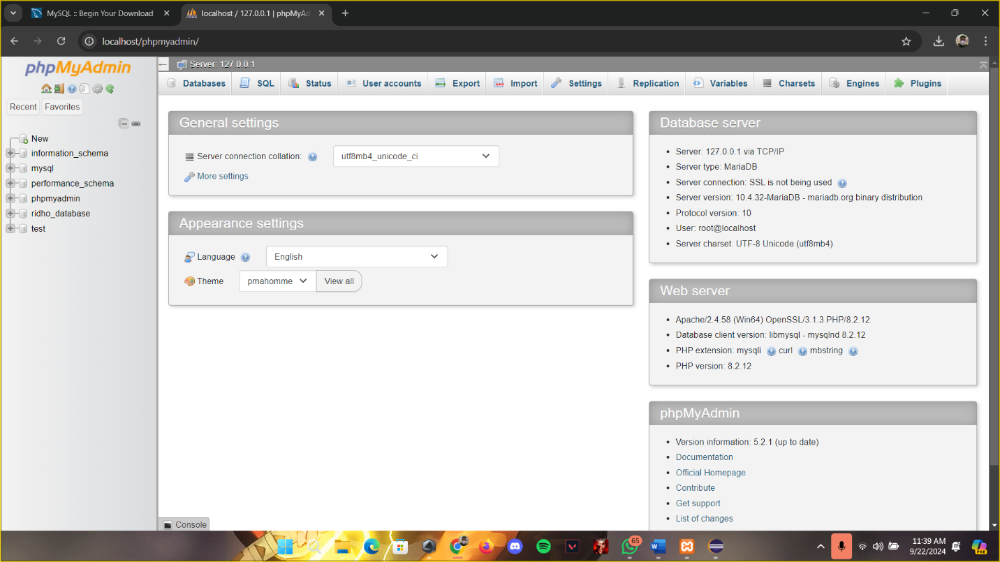 MySQL :: Begin Your Download
localhost / 127.0.0.1 | phpMyAd
localhost/phpmyadmin/
phpMyAdmin
Recent
Favorites
New
information_schema
mysql
performance_schema
phpmyadmin
ridho_database
test
Server: 127.0.0.1
Databases
SQL
Status
User accounts
Export
Import
Settings
Replication
Variables
Charsets
Engines
Plugins
General settings
Server connection collation:
utf8mb4_unicode_ci
More settings
Appearance settings
Language
English
Theme
pmahomme
View all
Database server
Server: 127.0.0.1 via TCP/IP
Server type: MariaDB
Server connection: SSL is not being used
Server version: 10.4.32-MariaDB - mariadb.org binary distribution
Protocol version: 10
User: root@localhost
Server charset: UTF-8 Unicode (utf8mb4)
Web server
Apache/2.4.58 (Win64) OpenSSL/3.1.3 PHP/8.2.12
Database client version: libmysql - mysqlnd 8.2.12
PHP extension: mysqli curl mbstring
PHP version: 8.2.12
phpMyAdmin
Version information: 5.2.1 (up to date)
Documentation
Official Homepage
Contribute
Get support
List of changes
Console
65
11:39 AM
9/22/2024
PRE